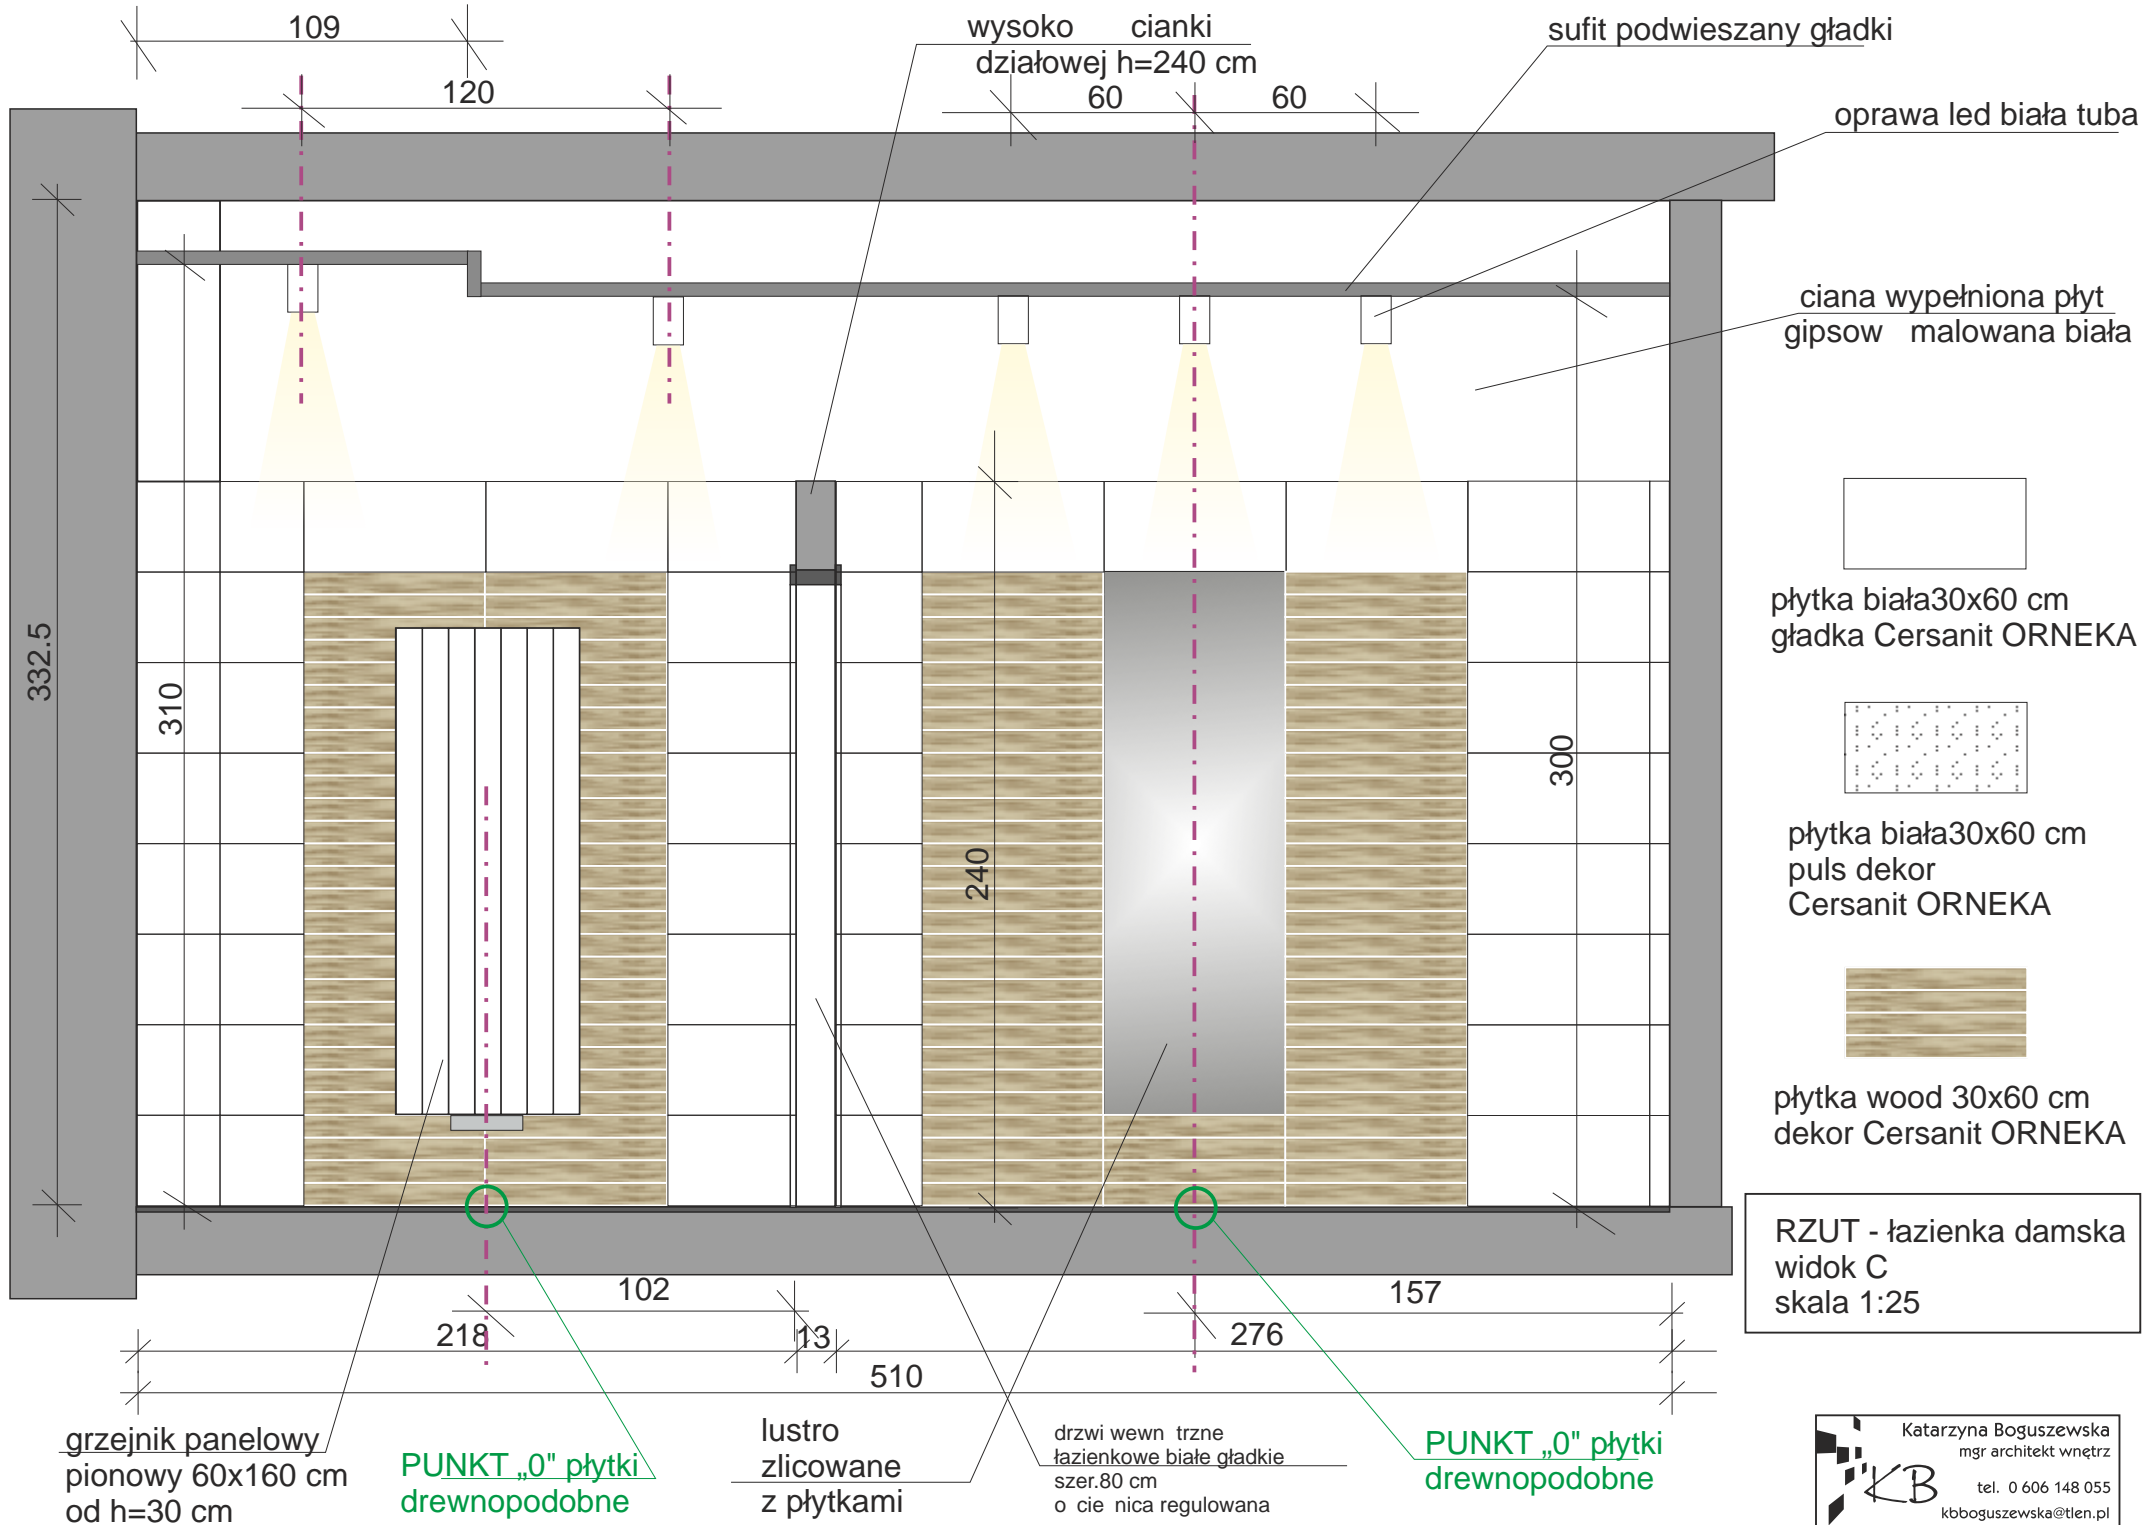 109
wysoko cianki
działowej h=240 cm
sufit podwieszany gładki
120
60
60
oprawa led biała tuba
ciana wypełniona płyt
gipsow malowana biała
332.5
310
300
240
płytka biała30x60 cm
gładka Cersanit ORNEKA
płytka biała30x60 cm
puls dekor
Cersanit ORNEKA
płytka wood 30x60 cm
dekor Cersanit ORNEKA
RZUT - łazienka damska
widok C
skala 1:25
102
157
218
13
276
510
grzejnik panelowy
pionowy 60x160 cm
od h=30 cm
PUNKT „0" płytki
drewnopodobne
lustro
zlicowane
z płytkami
drzwi wewn trzne
łazienkowe białe gładkie
szer.80 cm
o cie nica regulowana
PUNKT „0" płytki
drewnopodobne
Katarzyna Boguszewska
mgr architekt wnętrz
KB
tel. 0 606 148 055
kbboguszewska@tlen.pl